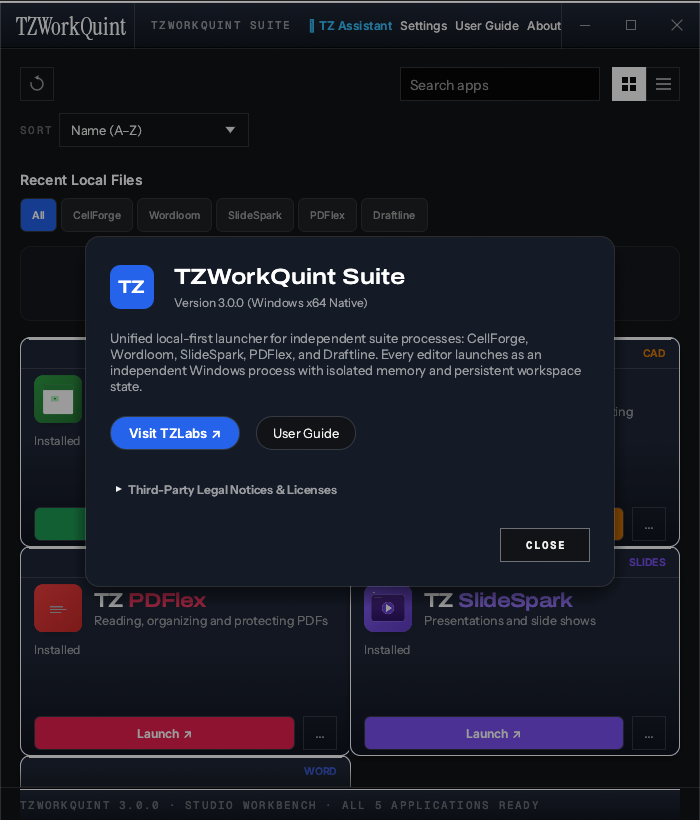 TZWorkQuint
TZWORKQUINT SUITE
TZ Assistant
Settings
User Guide
About
Search apps
SORT
Name (A–Z)
Recent Local Files
All
CellForge
Wordloom
SlideSpark
PDFlex
Draftline
TZ
TZWorkQuint Suite
Version 3.0.0 (Windows x64 Native)
Unified local-first launcher for independent suite processes: CellForge,
Wordloom, SlideSpark, PDFlex, and Draftline. Every editor launches as an
independent Windows process with isolated memory and persistent workspace
state.
Visit TZLabs ↗
User Guide
Third-Party Legal Notices & Licenses
CLOSE
CAD
Installed
...
SLIDES
TZ PDFlex
Reading, organizing and protecting PDFs
Installed
Launch ↗
...
TZ SlideSpark
Presentations and slide shows
Installed
Launch ↗
...
WORD
TZWORKQUINT 3.0.0 · STUDIO WORKBENCH · ALL 5 APPLICATIONS READY